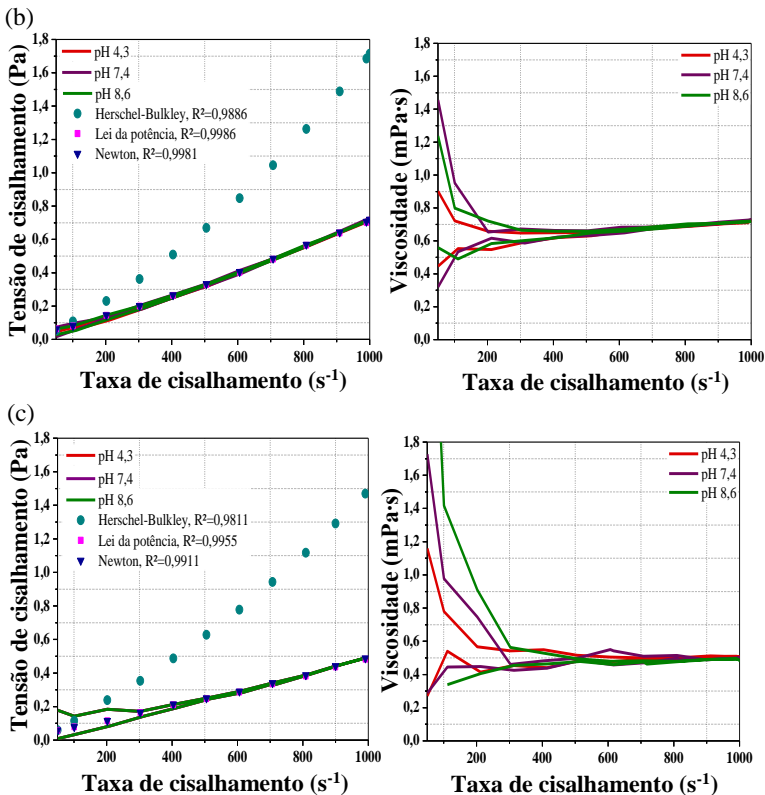 (b)
Tensão de cisalhamento (Pa)
1,8
1,6
1,4
1,2
1,0
0,8
0,6
0,4
0,2
0,0
pH 4,3
pH 7,4
pH 8,6
Herschel-Bulkley, R²=0,9886
Lei da potência, R²=0,9986
Newton, R²=0,9981
200 400 600 800 1000
Taxa de cisalhamento (s⁻¹)
Viscosidade (mPa·s)
1,8
1,6
1,4
1,2
1,0
0,8
0,6
0,4
0,2
0,0
pH 4,3
pH 7,4
pH 8,6
200 400 600 800 1000
Taxa de cisalhamento (s⁻¹)
(c)
Tensão de cisalhamento (Pa)
1,8
1,6
1,4
1,2
1,0
0,8
0,6
0,4
0,2
0,0
pH 4,3
pH 7,4
pH 8,6
Herschel-Bulkley, R²=0,9811
Lei da potência, R²=0,9955
Newton, R²=0,9911
200 400 600 800 1000
Taxa de cisalhamento (s⁻¹)
Viscosidade (mPa·s)
1,8
1,6
1,4
1,2
1,0
0,8
0,6
0,4
0,2
0,0
pH 4,3
pH 7,4
pH 8,6
200 400 600 800 1000
Taxa de cisalhamento (s⁻¹)